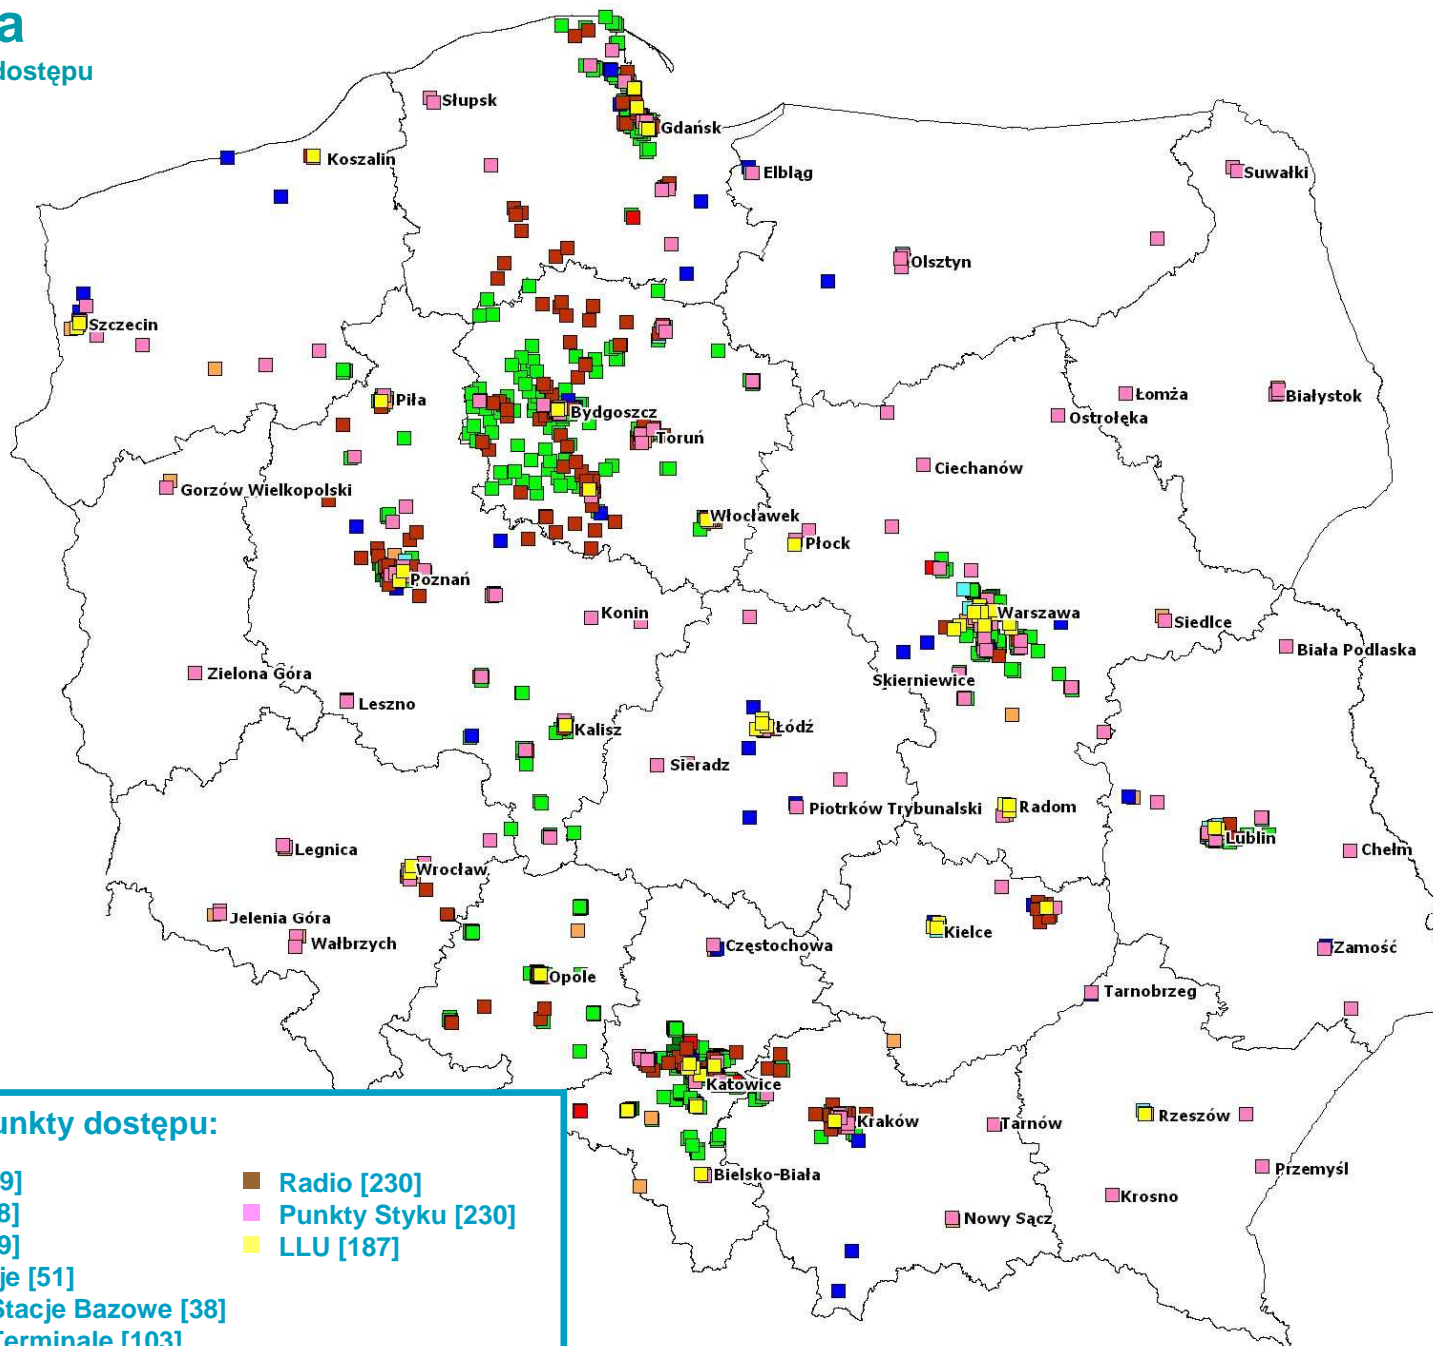 a
dostępu
Słupsk
Gdańsk
Koszalin
Elbląg
Suwałki
Olsztyn
Szczecin
Piła
Bydgoszcz
Toruń
Łomża
Białystok
Ostrołęka
Ciechanów
Gorzów Wielkopolski
Włocławek
Płock
Poznań
Konin
Warszawa
Siedlce
Biała Podlaska
Zielona Góra
Leszno
Skierniewice
Kalisz
Łódź
Sieradz
Piotrków Trybunalski
Radom
Lublin
Chełm
Legnica
Wrocław
Jelenia Góra
Wałbrzych
Częstochowa
Kielce
Zamość
Opole
Tarnobrzeg
Katowice
Kraków
Tarnów
Rzeszów
Przemyśl
Bielsko-Biała
Krosno
Nowy Sącz
unkty dostępu:
9]
8]
9]
je [51]
Stacje Bazowe [38]
Terminale [103]
Radio [230]
Punkty Styku [230]
LLU [187]